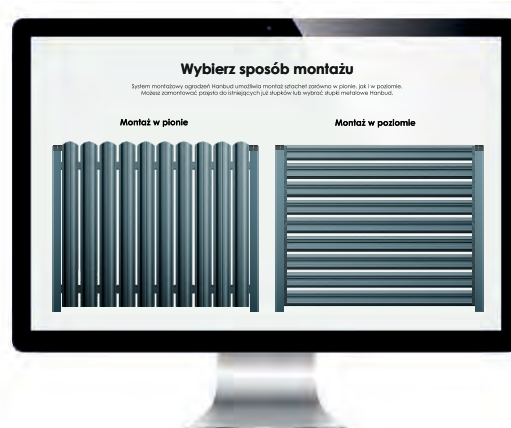 Wybierz sposób montażu
System montażowy ogrodzeń Hanbud umożliwia montaż sztachet zarówno w pionie, jak i w poziomie.
Możesz zamontować przęsła do istniejących już słupków lub wybrać słupki metalowe Hanbud.
Montaż w pionie
Montaż w poziomie